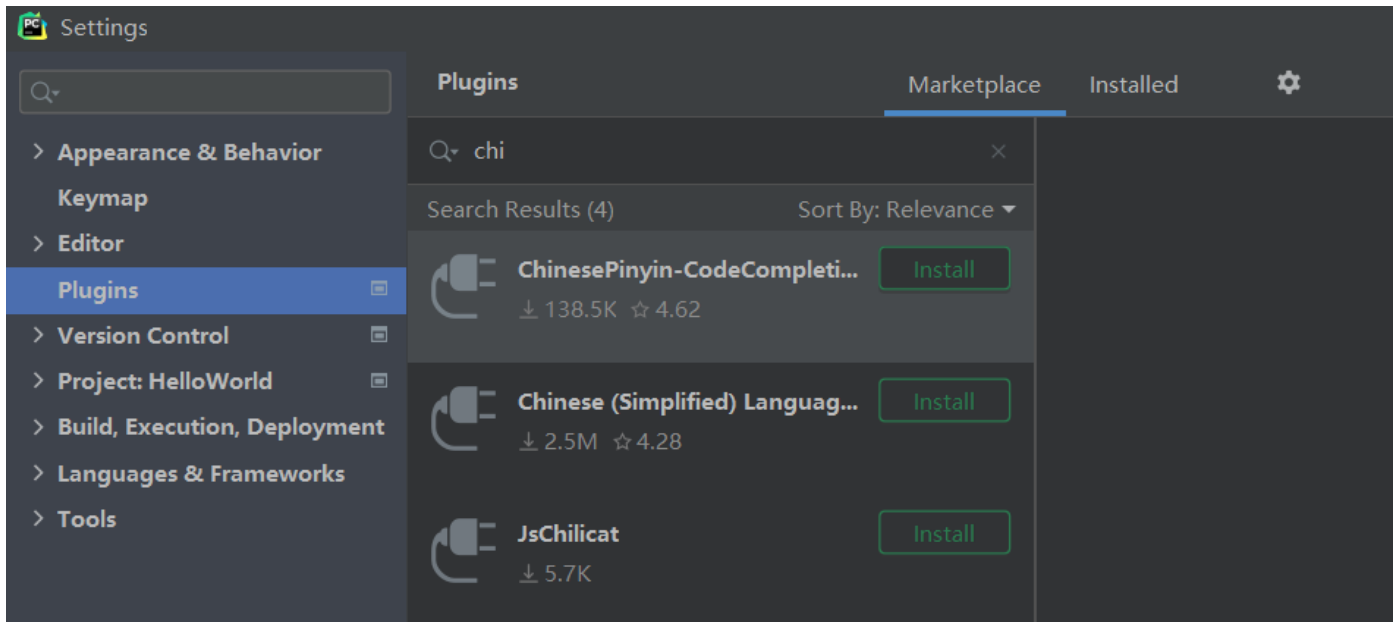 PC
Settings
Plugins
Marketplace
Installed
Appearance & Behavior
Keymap
Editor
Plugins
Version Control
Project: HelloWorld
Build, Execution, Deployment
Languages & Frameworks
Tools
chi
Search Results (4)
Sort By: Relevance
ChinesePinyin-CodeCompleti...
Install
138.5K
4.62
Chinese (Simplified) Languag...
Install
2.5M
4.28
JsChilicat
Install
5.7K